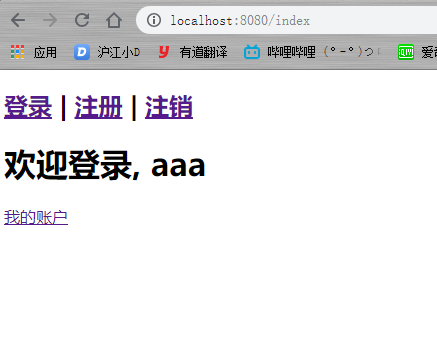 localhost:8080/index
应用 沪江小D 有道翻译 哔哩哔哩 (゜-゜)つ
登录 | 注册 | 注销
欢迎登录, aaa
我的账户